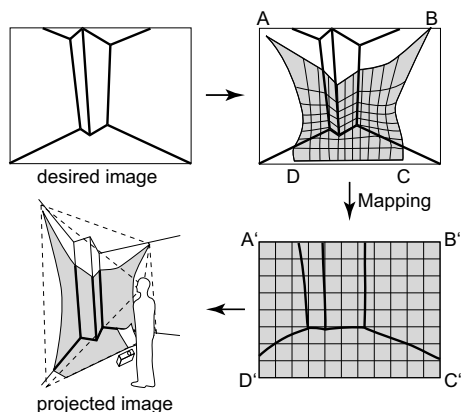 A B
desired image
D C
Mapping
A‘ B‘
D‘ C‘
projected image